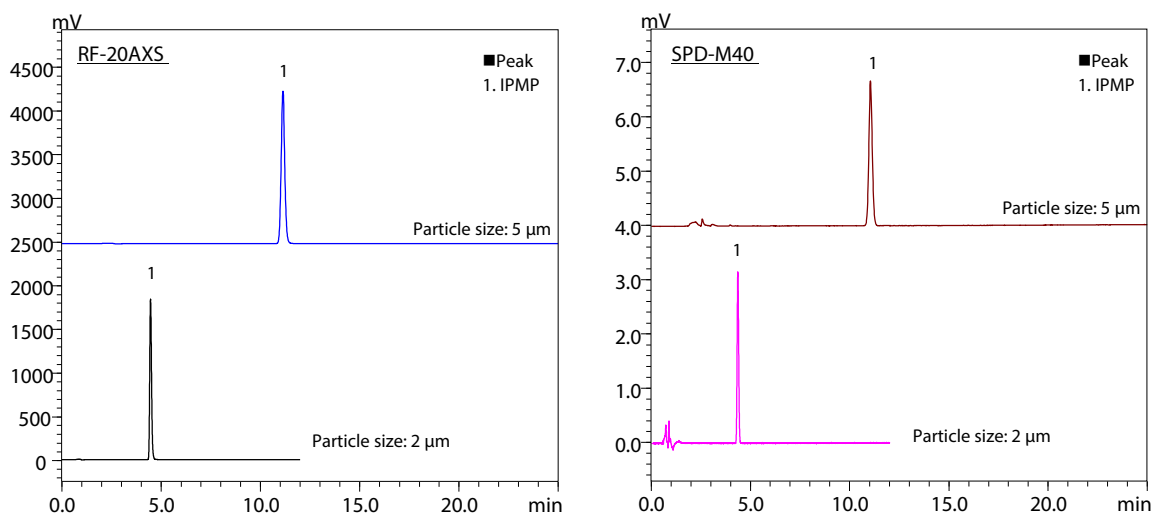 mV
RF-20AXS
1
■Peak
1. IPMP
4500
4000
3500
3000
Particle size: 5 µm
2500
1
2000
1500
1000
500
Particle size: 2 µm
0
0.0 5.0 10.0 15.0 20.0 min
mV
SPD-M40
1
■Peak
1. IPMP
7.0
6.0
5.0
Particle size: 5 µm
4.0
1
3.0
2.0
1.0
Particle size: 2 µm
0.0
0.0 5.0 10.0 15.0 20.0 min